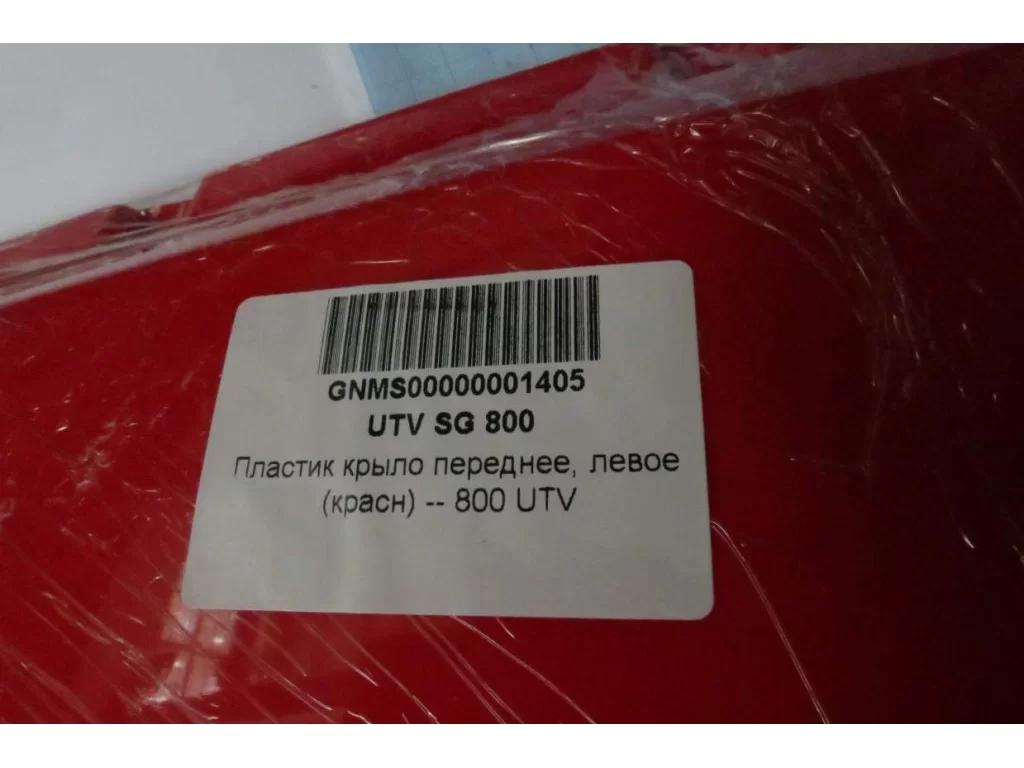 GNMS00000001405
UTV SG 800
Пластик крыло переднее, левое
(красн) -- 800 UTV